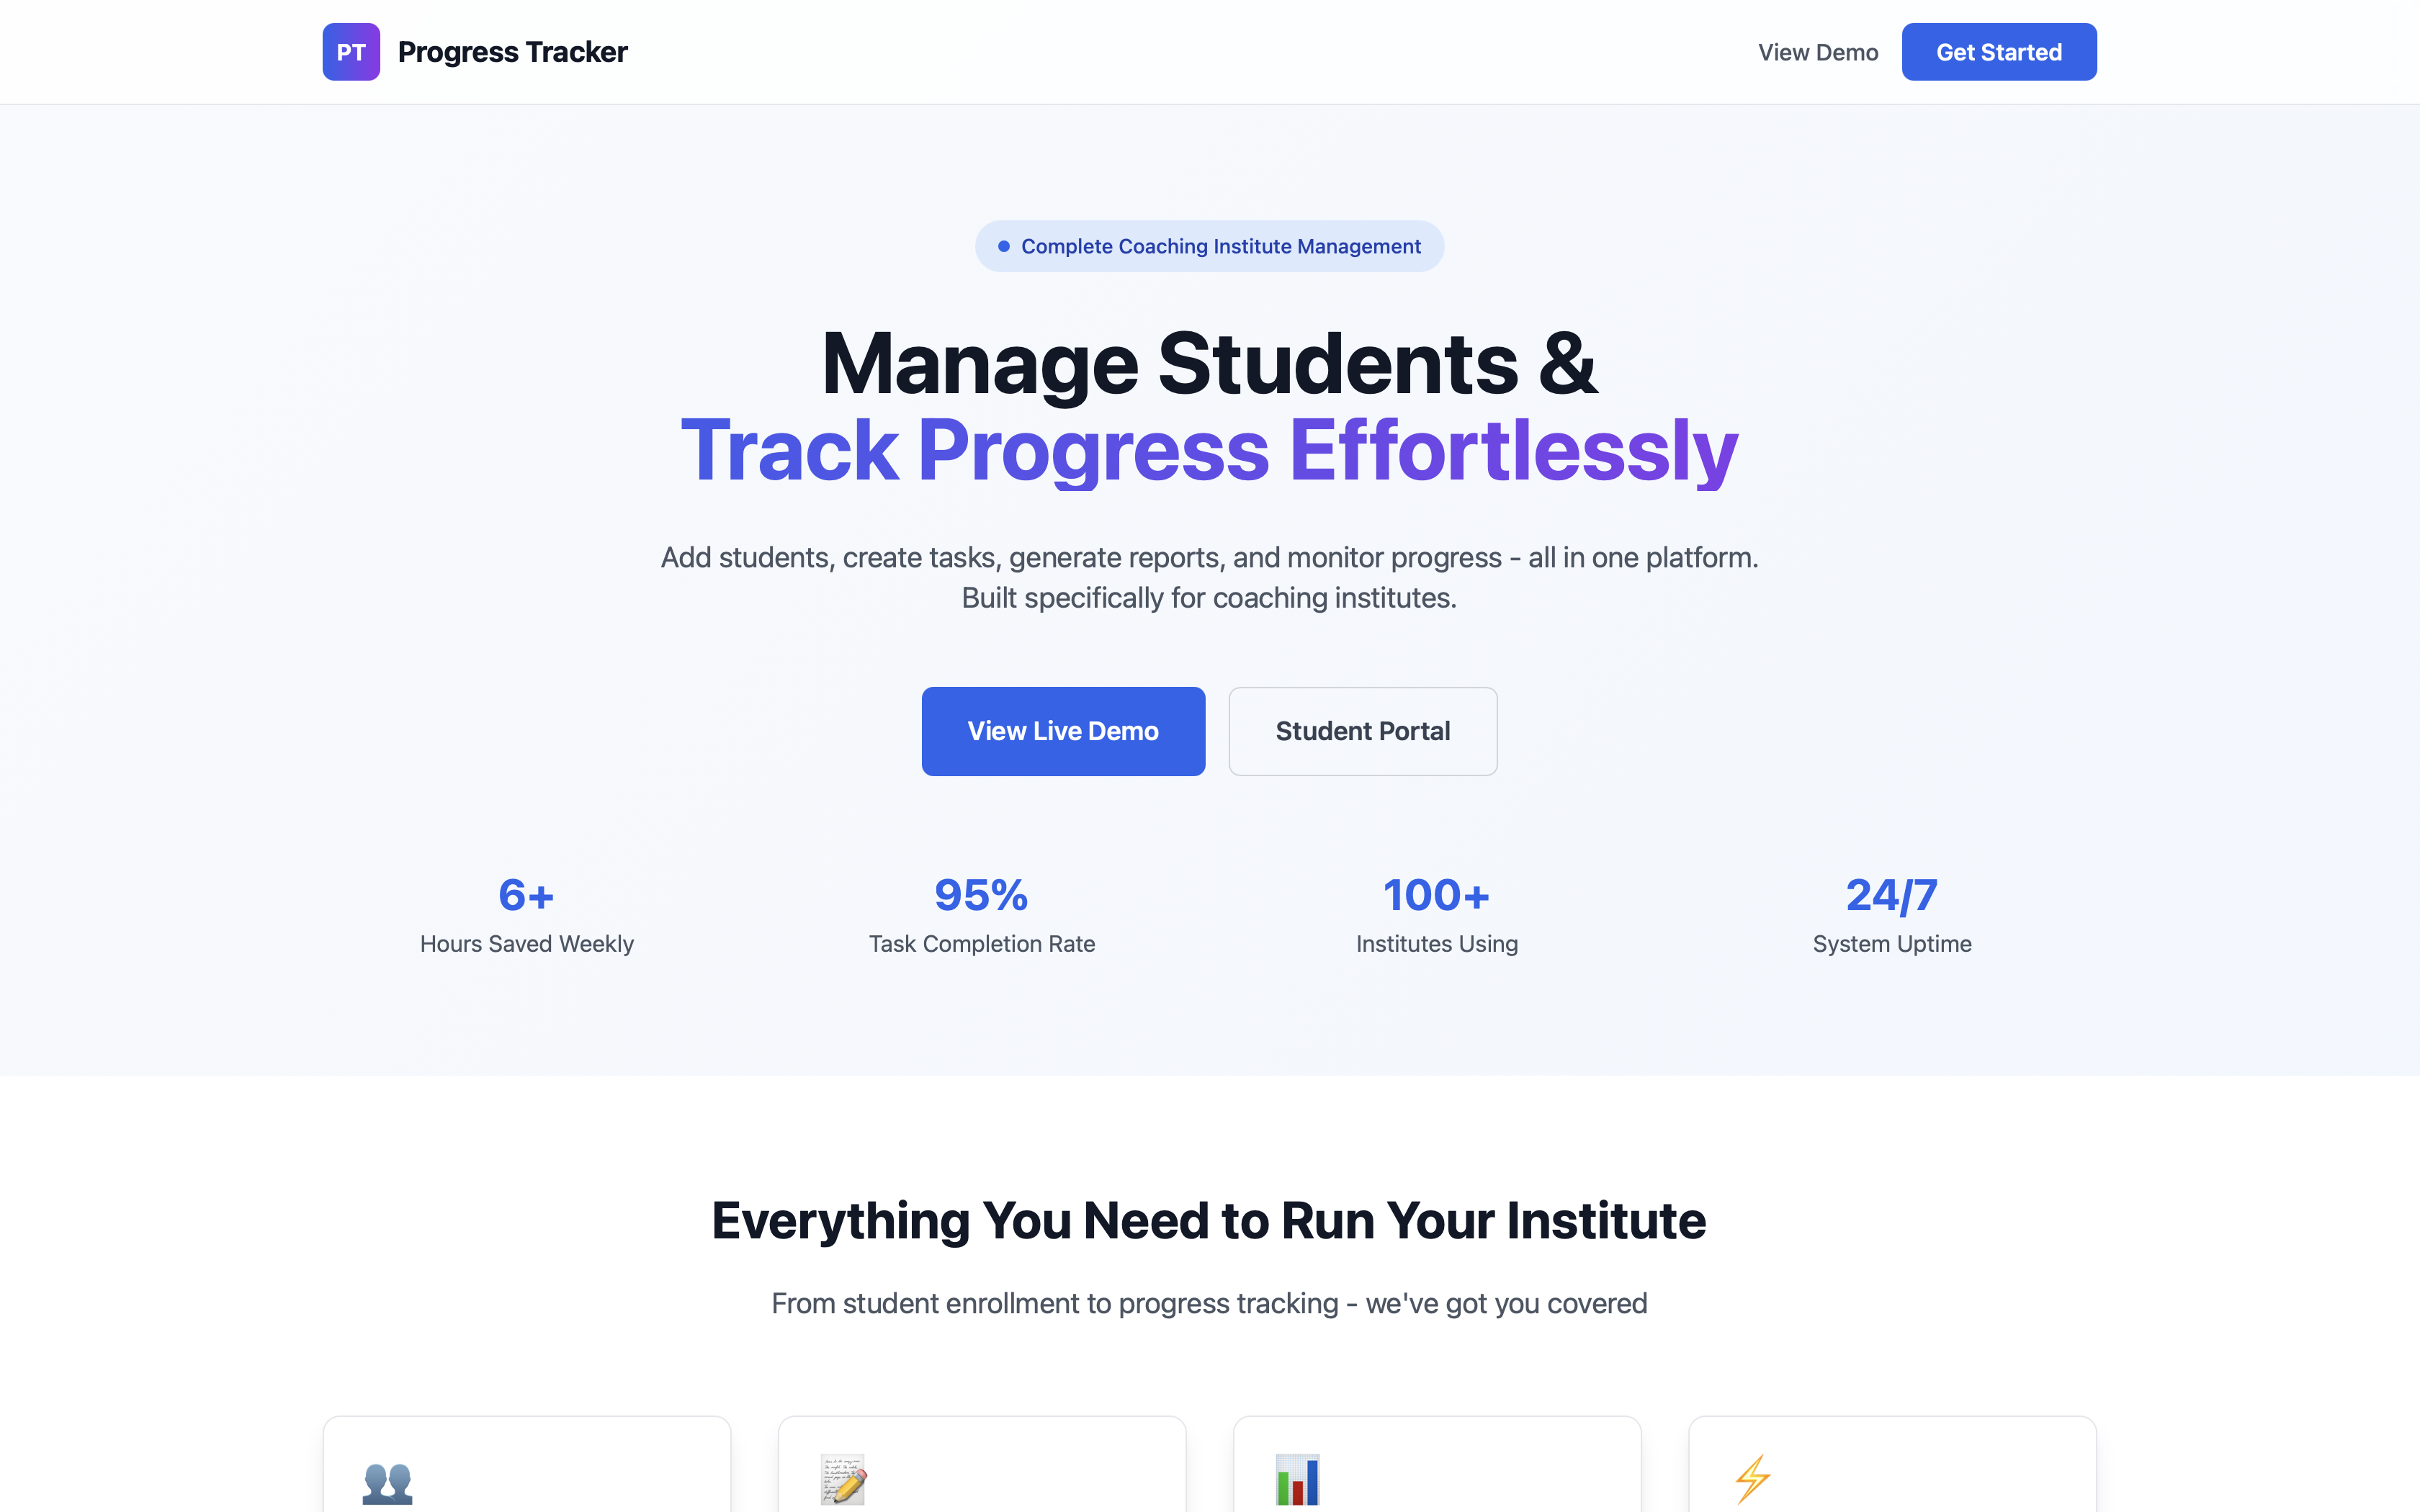 PT Progress Tracker
View Demo
Get Started
Complete Coaching Institute Management
Manage Students &
Track Progress Effortlessly
Add students, create tasks, generate reports, and monitor progress - all in one platform.
Built specifically for coaching institutes.
View Live Demo
Student Portal
6+
Hours Saved Weekly
95%
Task Completion Rate
100+
Institutes Using
24/7
System Uptime
Everything You Need to Run Your Institute
From student enrollment to progress tracking - we've got you covered